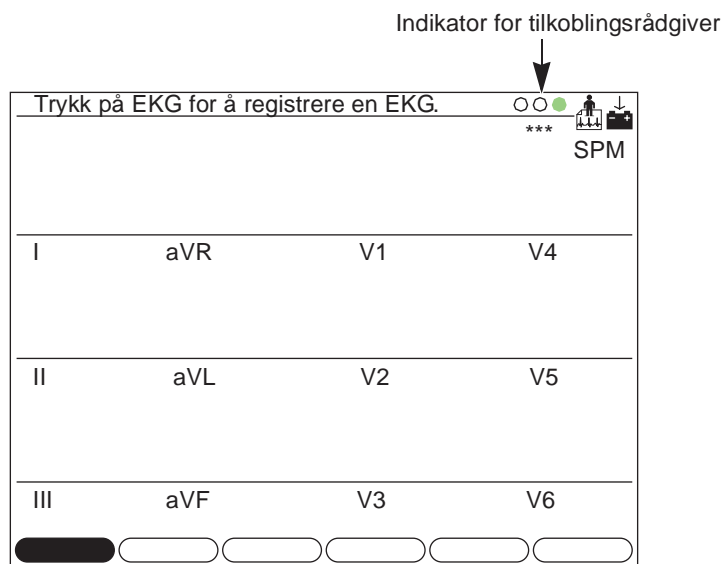 Indikator for tilkoblingsrådgiver
Trykk på EKG for å registrere en EKG.
***
SPM
I aVR V1 V4
II aVL V2 V5
III aVF V3 V6